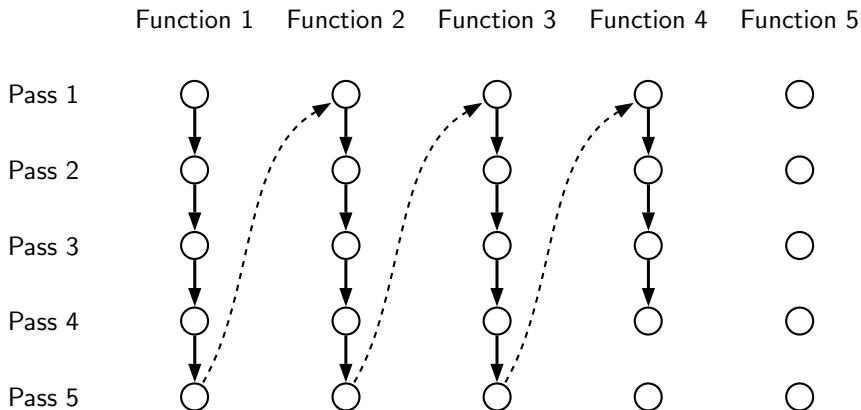 Function 1 Function 2 Function 3 Function 4 Function 5
Pass 1
Pass 2
Pass 3
Pass 4
Pass 5